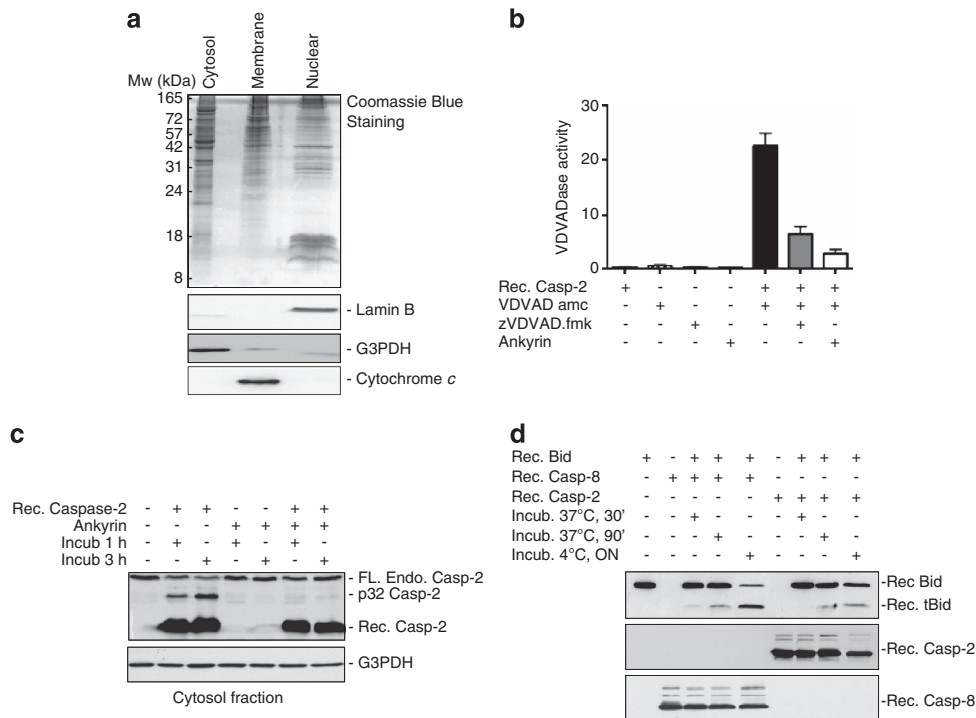 a
Cytosol
Membrane
Nuclear
Mw (kDa)
165
72
57
42
31
24
18
8
Coomassie Blue
Staining
- Lamin B
- G3PDH
- Cytochrome c
b
VDVADase activity
30
20
10
0
Rec. Casp-2 + - - - + + +
VDVAD amc - + - - + + +
zVDVAD.fmk - - + - - + -
Ankyrin - - - + - - +
c
Rec. Caspase-2 - + + - - + +
Ankyrin - - - + + + +
Incub 1 h - + - + - + -
Incub 3 h - - + - + - +
- FL. Endo. Casp-2
- p32 Casp-2
- Rec. Casp-2
- G3PDH
Cytosol fraction
d
Rec. Bid + - + + + - + + +
Rec. Casp-8 - + + + + - - - -
Rec. Casp-2 - - - - - + + + +
Incub. 37°C, 30' - - + - - - + - -
Incub. 37°C, 90' - - - + - - - + -
Incub. 4°C, ON - - - - + - - - +
-Rec Bid
-Rec. tBid
-Rec. Casp-2
-Rec. Casp-8